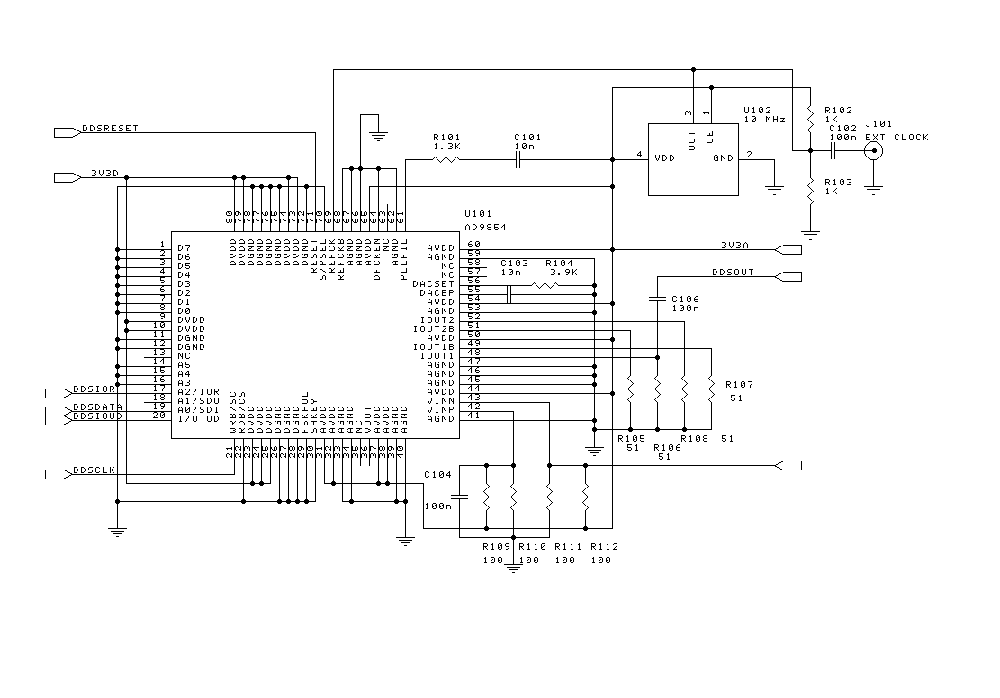 DDSRESET
3V3D
DDSIOR
DDSDATA
DDSIOUD
DDSCLK
R101
1.3K
C101
10n
U102
10 MHz
3
1
OUT
OE
4
VDD
GND
2
R102
1K
C102
100n
J101
EXT CLOCK
R103
1K
U101
AD9854
80 79 78 77 76 75 74 73 72 71 70 69 68 67 66 65 64 63 62 61
DVDD
DVDD
DGND
DGND
DGND
DGND
DVDD
DVDD
DGND
RESET
S/PSEL
REFCK
REFCKB
AGND
AGND
AVDD
DFCKEN
NC
AGND
PLLFIL
1 D7
2 D6
3 D5
4 D4
5 D3
6 D2
7 D1
8 D0
9 DVDD
10 DVDD
11 DGND
12 DGND
13 NC
14 A5
15 A4
16 A3
17 A2/IOR
18 A1/SDO
19 A0/SDI
20 I/O UD
AVDD 60
AGND 59
NC 58
NC 57
DACSET 56
DACBP 55
AVDD 54
AGND 53
IOUT2 52
IOUT2B 51
AVDD 50
IOUT1B 49
IOUT1 48
AGND 47
AGND 46
AGND 45
AVDD 44
VINN 43
VINP 42
AGND 41
WRB/SC
RDB/CS
DVDD
DVDD
DVDD
DGND
DGND
DGND
FSKHOL
SHKEY
AVDD
AVDD
AGND
AGND
NC
VOUT
AVDD
AVDD
AGND
AGND
21 22 23 24 25 26 27 28 29 30 31 32 33 34 35 36 37 38 39 40
C103
10n
R104
3.9K
3V3A
DDSOUT
C106
100n
R107
51
R105
51
R106
51
R108
51
C104
100n
R109
100
R110
100
R111
100
R112
100